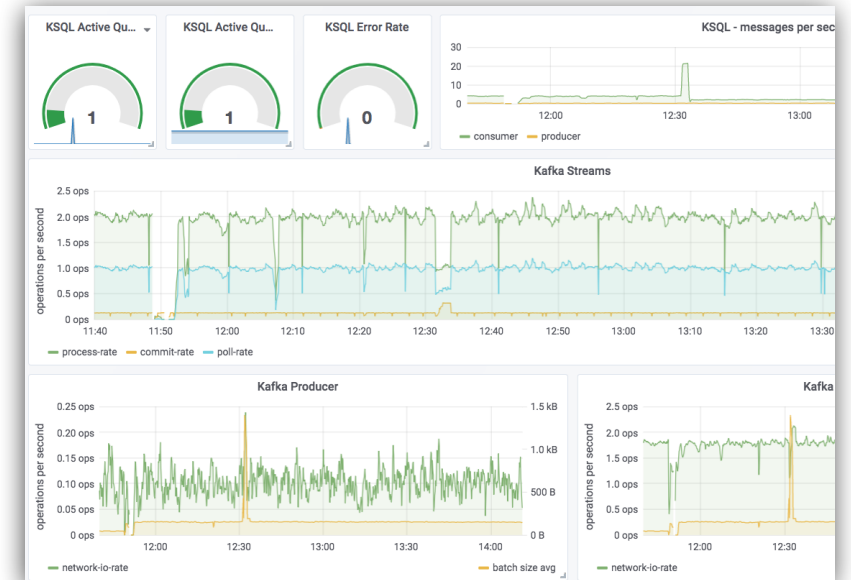 KSQL Active Qu...
KSQL Active Qu...
KSQL Error Rate
KSQL - messages per sec
1
1
0
30
20
10
0
12:00
12:30
13:00
consumer
producer
Kafka Streams
operations per second
2.5 ops
2.0 ops
1.5 ops
1.0 ops
0.5 ops
0 ops
11:40
11:50
12:00
12:10
12:20
12:30
12:40
12:50
13:00
13:10
13:20
13:30
process-rate
commit-rate
poll-rate
Kafka Producer
operations per second
0.25 ops
0.20 ops
0.15 ops
0.10 ops
0.05 ops
0 ops
1.5 kB
1.0 kB
500 B
0 B
12:00
12:30
13:00
13:30
14:00
network-io-rate
batch size avg
Kafka
operations per second
2.5 ops
2.0 ops
1.5 ops
1.0 ops
0.5 ops
0 ops
12:00
12:30
network-io-rate